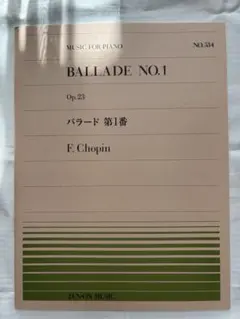 MUSIC FOR PIANO NO.514
BALLADE NO.1
Op.23
バラード 第1番
F. Chopin
ZEN-ON MUSIC